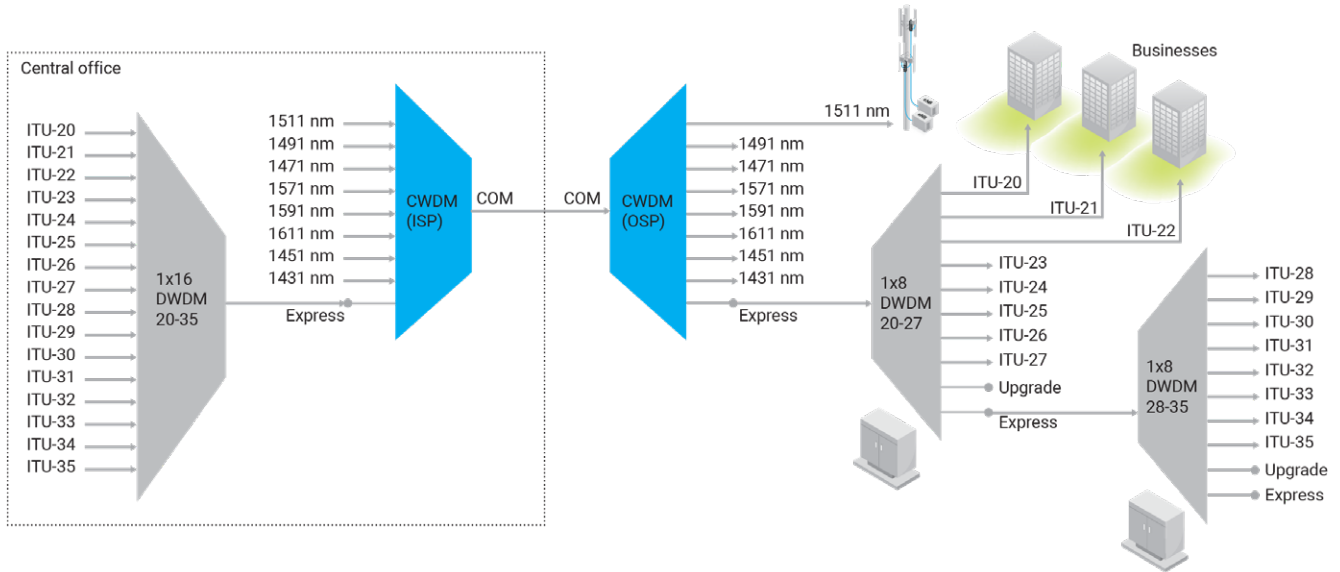 Central office
ITU-20
ITU-21
ITU-22
ITU-23
ITU-24
ITU-25
ITU-26
ITU-27
ITU-28
ITU-29
ITU-30
ITU-31
ITU-32
ITU-33
ITU-34
ITU-35
1x16
DWDM
20-35
1511 nm
1491 nm
1471 nm
1571 nm
1591 nm
1611 nm
1451 nm
1431 nm
Express
CWDM
(ISP)
COM
COM
CWDM
(OSP)
1511 nm
1491 nm
1471 nm
1571 nm
1591 nm
1611 nm
1451 nm
1431 nm
Express
Businesses
1x8
DWDM
20-27
ITU-20
ITU-21
ITU-22
ITU-23
ITU-24
ITU-25
ITU-26
ITU-27
Upgrade
Express
1x8
DWDM
28-35
ITU-28
ITU-29
ITU-30
ITU-31
ITU-32
ITU-33
ITU-34
ITU-35
Upgrade
Express